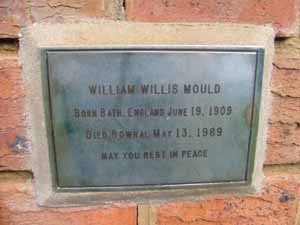 WILLIAM WILLIS MOULD
BORN BATH, ENGLAND JUNE 19, 1909
DIED BOWRAL MAY 13, 1989
MAY YOU REST IN PEACE